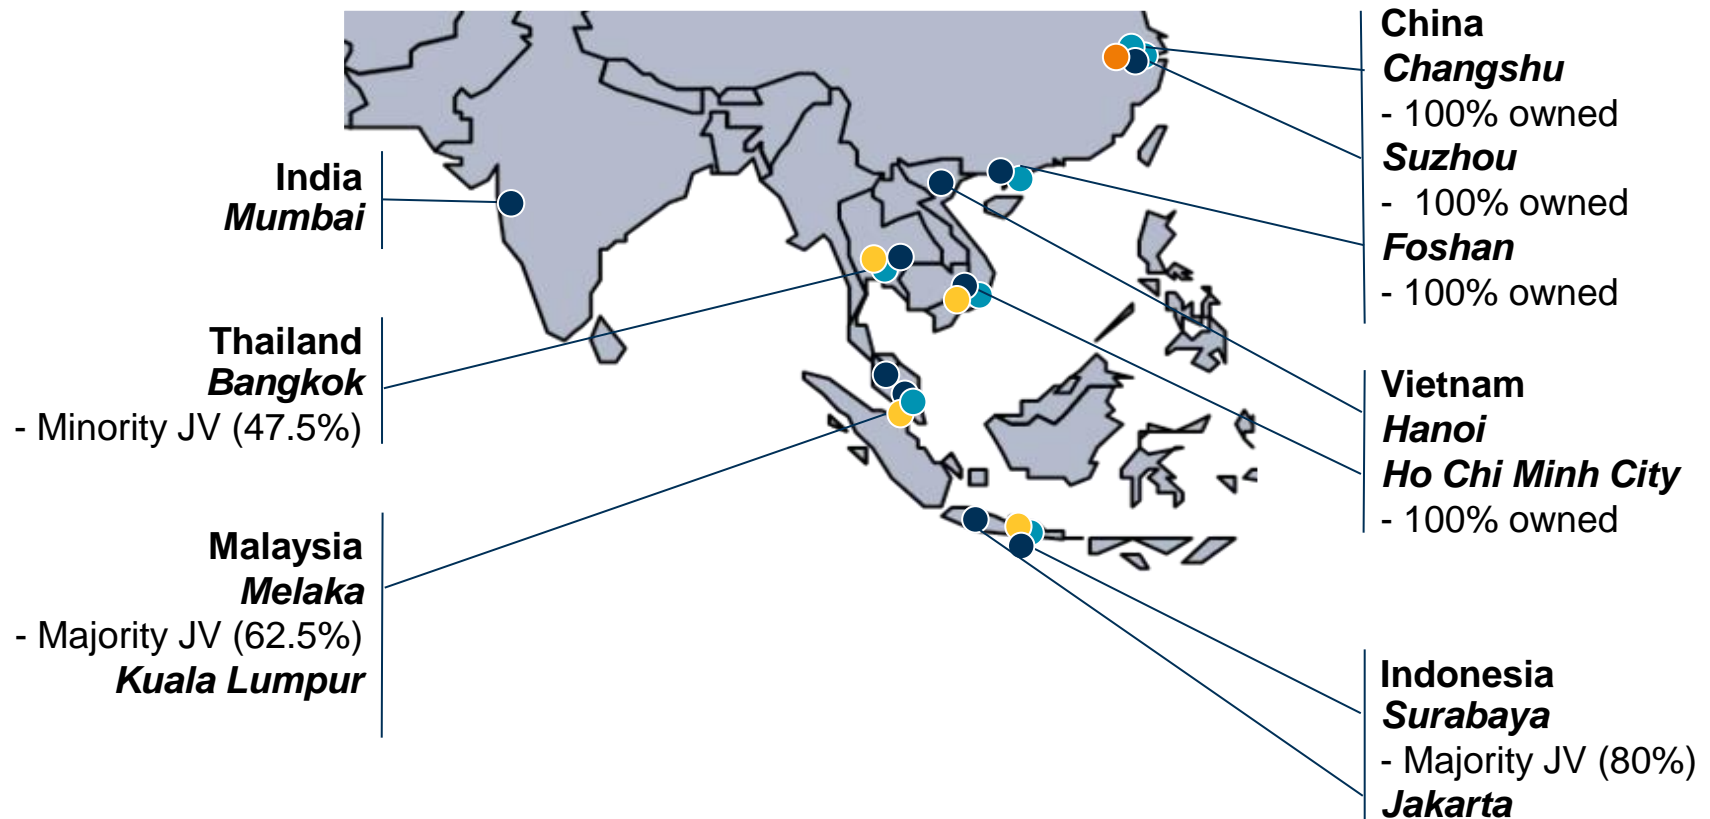 India
Mumbai
Thailand
Bangkok
- Minority JV (47.5%)
Malaysia
Melaka
- Majority JV (62.5%)
Kuala Lumpur
China
Changshu
- 100% owned
Suzhou
-  100% owned
Foshan
- 100% owned
Vietnam
Hanoi
Ho Chi Minh City
- 100% owned
Indonesia
Surabaya
- Majority JV (80%)
Jakarta